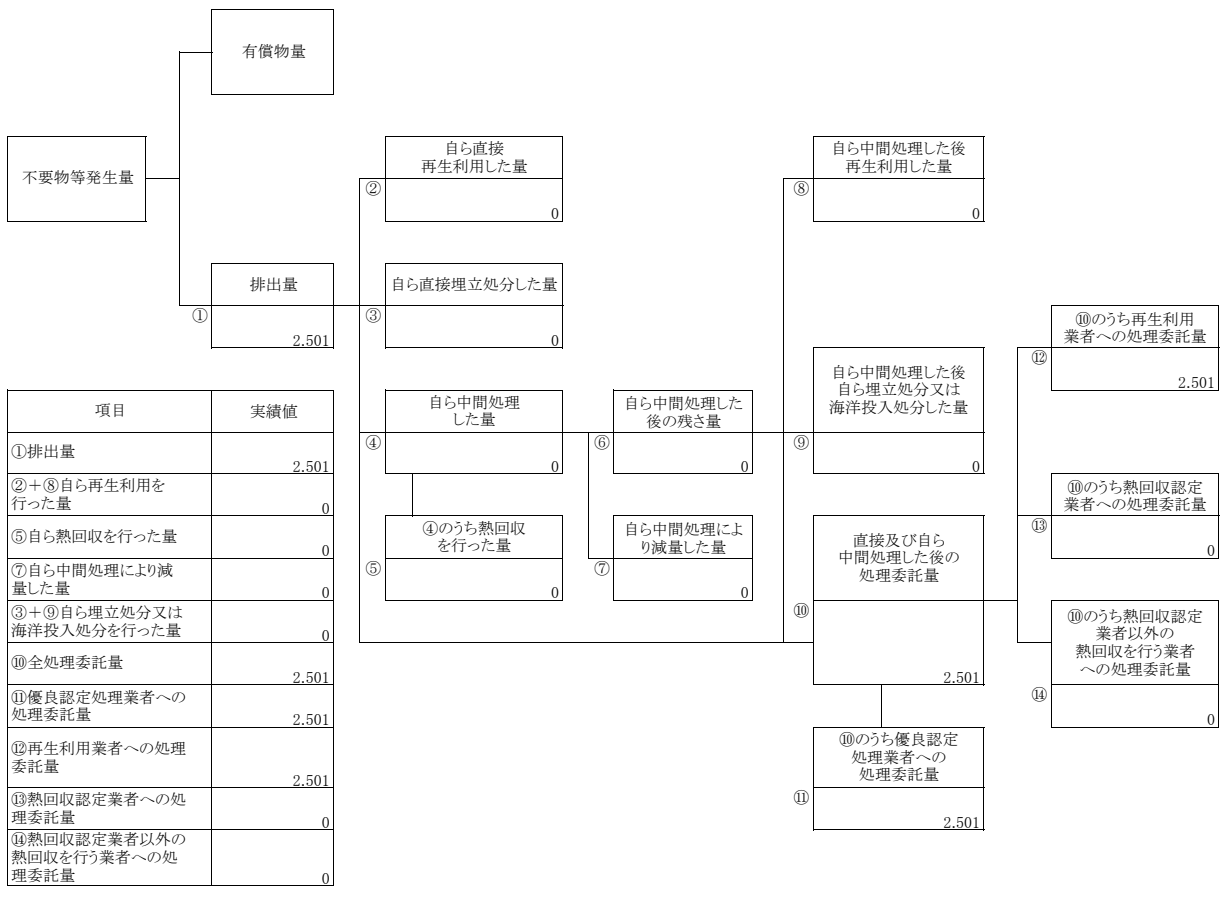 有償物量
不要物等発生量
自ら直接
再生利用した量
②
0
自ら中間処理した後
再生利用した量
⑧
0
排出量
①
2.501
自ら直接埋立処分した量
③
0
⑩のうち再生利用
業者への処理委託量
⑫
2.501
自ら中間処理した後
自ら埋立処分又は
海洋投入処分した量
⑨
0
自ら中間処理
した量
④
0
自ら中間処理した
後の残さ量
⑥
0
⑩のうち熱回収認定
業者への処理委託量
⑬
0
④のうち熱回収
を行った量
⑤
0
自ら中間処理によ
り減量した量
⑦
0
直接及び自ら
中間処理した後の
処理委託量
⑩
2.501
⑩のうち熱回収認定
業者以外の
熱回収を行う業者
への処理委託量
⑭
0
⑩のうち優良認定
処理業者への
処理委託量
⑪
2.501
項目 実績値
①排出量
2.501
②＋⑧自ら再生利用を
行った量
0
⑤自ら熱回収を行った量
0
⑦自ら中間処理により減
量した量
0
③＋⑨自ら埋立処分又は
海洋投入処分を行った量
0
⑩全処理委託量
2.501
⑪優良認定処理業者への
処理委託量
2.501
⑫再生利用業者への処理
委託量
2.501
⑬熱回収認定業者への処
理委託量
0
⑭熱回収認定業者以外の
熱回収を行う業者への処
理委託量
0